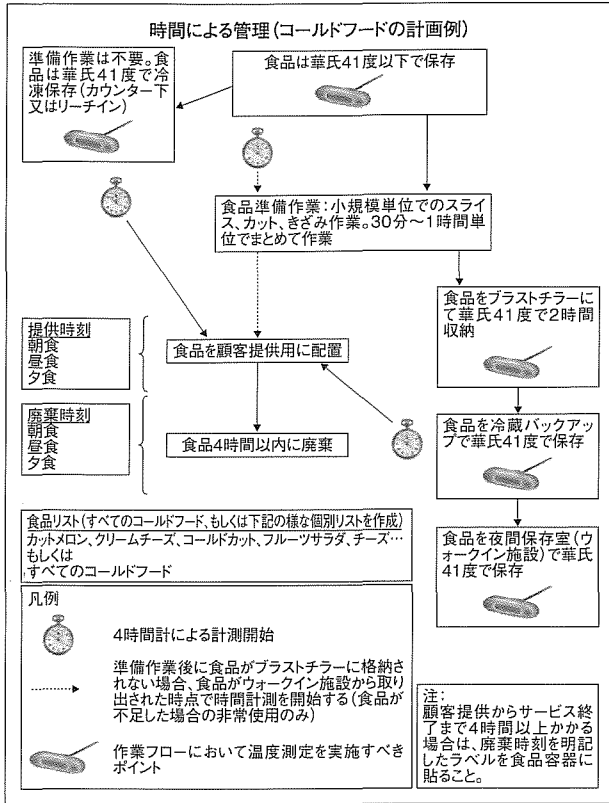 時間による管理(コールドフードの計画例)
準備作業は不要。食
品は華氏41度で冷
凍保存(カウンター下
又はリーチイン)
食品は華氏41度以下で保存
食品準備作業:小規模単位でのスライ
ス、カット、きざみ作業。30分〜1時間単
位でまとめて作業
食品をブラストチラーに
て華氏41度で2時間
収納
提供時刻
朝食
昼食
夕食
食品を顧客提供用に配置
廃棄時刻
朝食
昼食
夕食
食品4時間以内に廃棄
食品を冷蔵バックアッ
プで華氏41度で保存
食品リスト(すべてのコールドフード、もしくは下記の様な個別リストを作成)
カットメロン、クリームチーズ、コールドカット、フルーツサラダ、チーズ…
もしくは
すべてのコールドフード
食品を夜間保存室(ウ
ォークイン施設)で華氏
41度で保存
凡例
4時間計による計測開始
準備作業後に食品がブラストチラーに格納さ
れない場合、食品がウォークイン施設から取り
出された時点で時間計測を開始する(食品が
不足した場合の非常使用のみ)
作業フローにおいて温度測定を実施すべき
ポイント
注:
顧客提供からサービス終
了まで4時間以上かかる
場合は、廃棄時刻を明記
したラベルを食品容器に
貼ること。